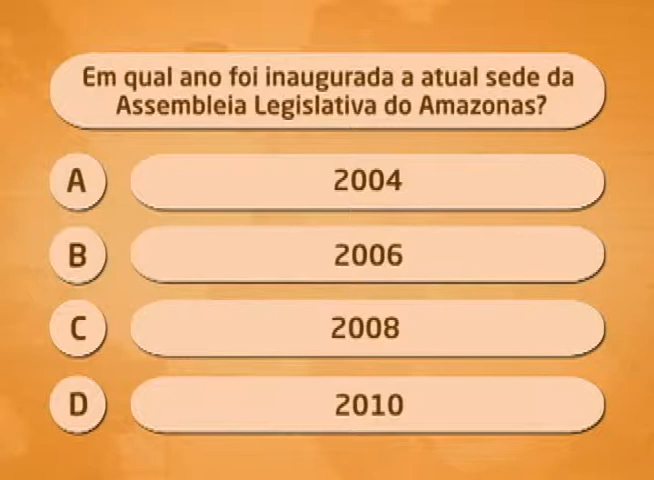 Em qual ano foi inaugurada a atual sede da
Assembleia Legislativa do Amazonas?
A 2004
B 2006
C 2008
D 2010